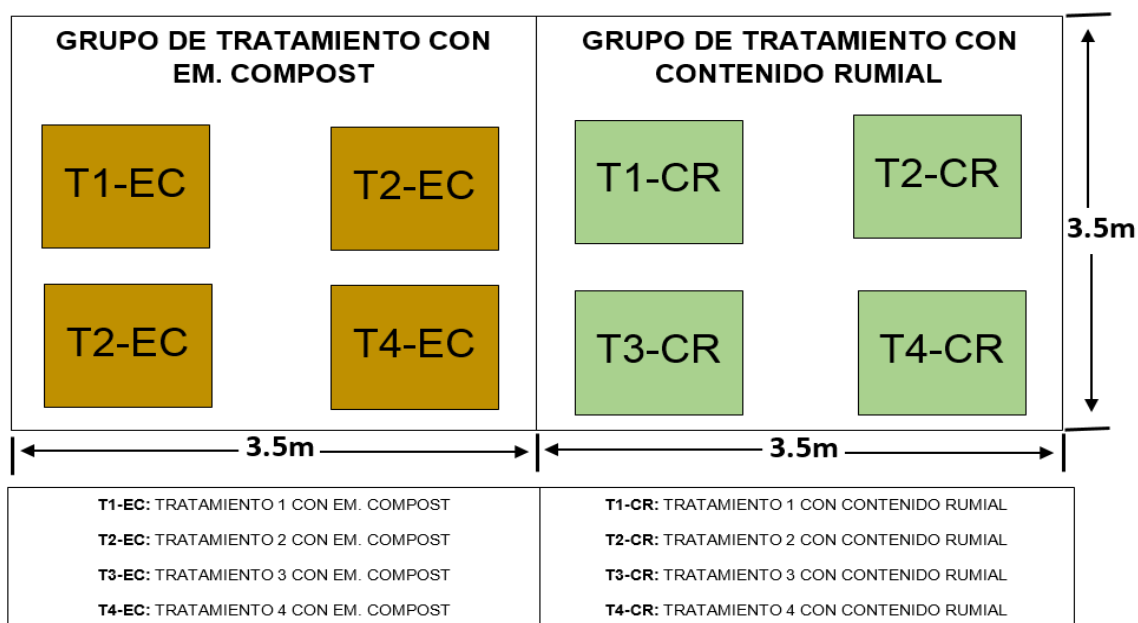 GRUPO DE TRATAMIENTO CON
EM. COMPOST
T1-EC
T2-EC
T2-EC
T4-EC
GRUPO DE TRATAMIENTO CON
CONTENIDO RUMIAL
T1-CR
T2-CR
T3-CR
T4-CR
3.5m
3.5m
3.5m
T1-EC: TRATAMIENTO 1 CON EM. COMPOST
T2-EC: TRATAMIENTO 2 CON EM. COMPOST
T3-EC: TRATAMIENTO 3 CON EM. COMPOST
T4-EC: TRATAMIENTO 4 CON EM. COMPOST
T1-CR: TRATAMIENTO 1 CON CONTENIDO RUMIAL
T2-CR: TRATAMIENTO 2 CON CONTENIDO RUMIAL
T3-CR: TRATAMIENTO 3 CON CONTENIDO RUMIAL
T4-CR: TRATAMIENTO 4 CON CONTENIDO RUMIAL